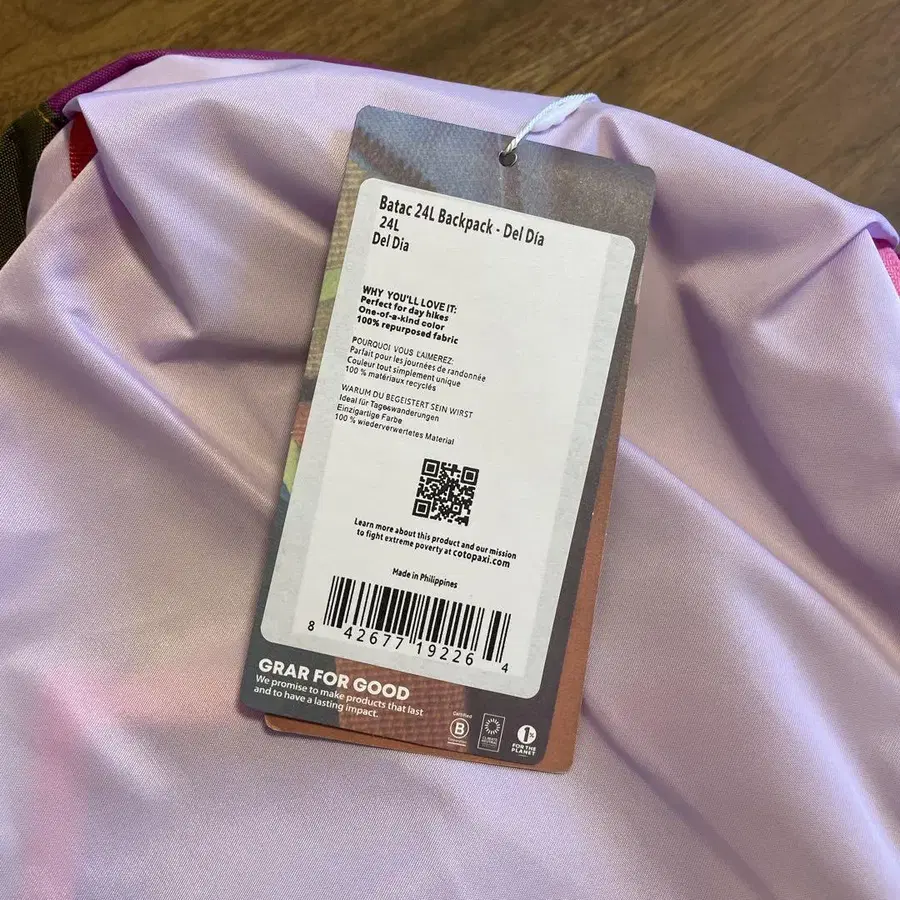 Batac 24L Backpack - Del Día
24L
Del Día
WHY YOU'LL LOVE IT:
Perfect for day hikes
One-of-a-kind color
100% repurposed fabric
POURQUOI VOUS L'AIMEREZ:
Parfait pour les journées de randonnée
Couleur tout simplement unique
100 % matériaux recyclés
WARUM DU BEGEISTERT SEIN WIRST
Ideal für Tageswanderungen
Einzigartige Farbe
100 % wiederverwertetes Material
Learn more about this product and our mission
to fight extreme poverty at cotopaxi.com
Made in Philippines
8 42677 19226 4
GRAR FOR GOOD
We promise to make products that last
and to have a lasting impact.
Certified
B
1%
FOR THE
PLANET